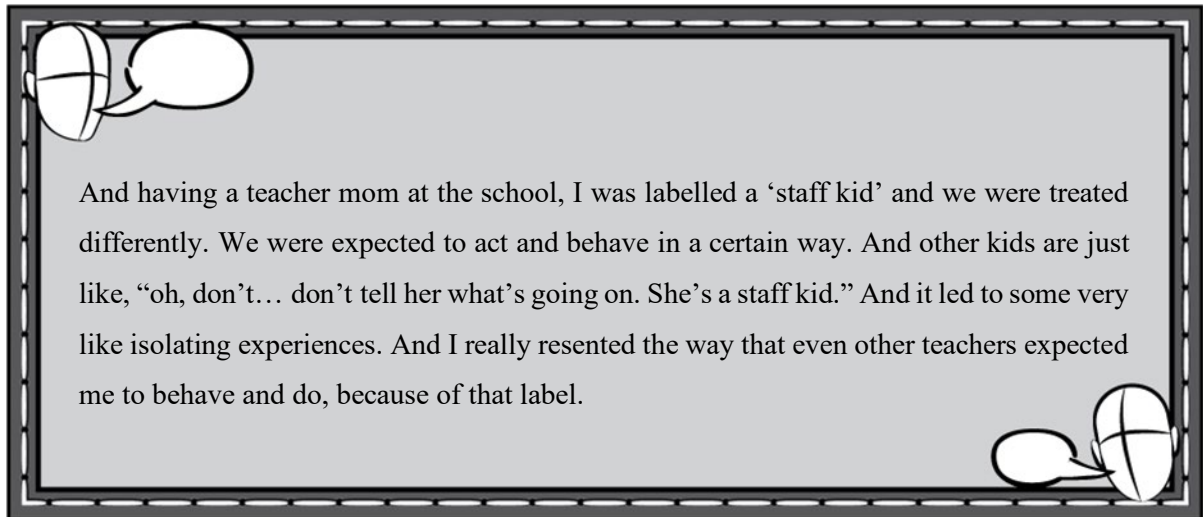 And having a teacher mom at the school, I was labelled a ‘staff kid’ and we were treated
differently. We were expected to act and behave in a certain way. And other kids are just
like, “oh, don’t… don’t tell her what’s going on. She’s a staff kid.” And it led to some very
like isolating experiences. And I really resented the way that even other teachers expected
me to behave and do, because of that label.